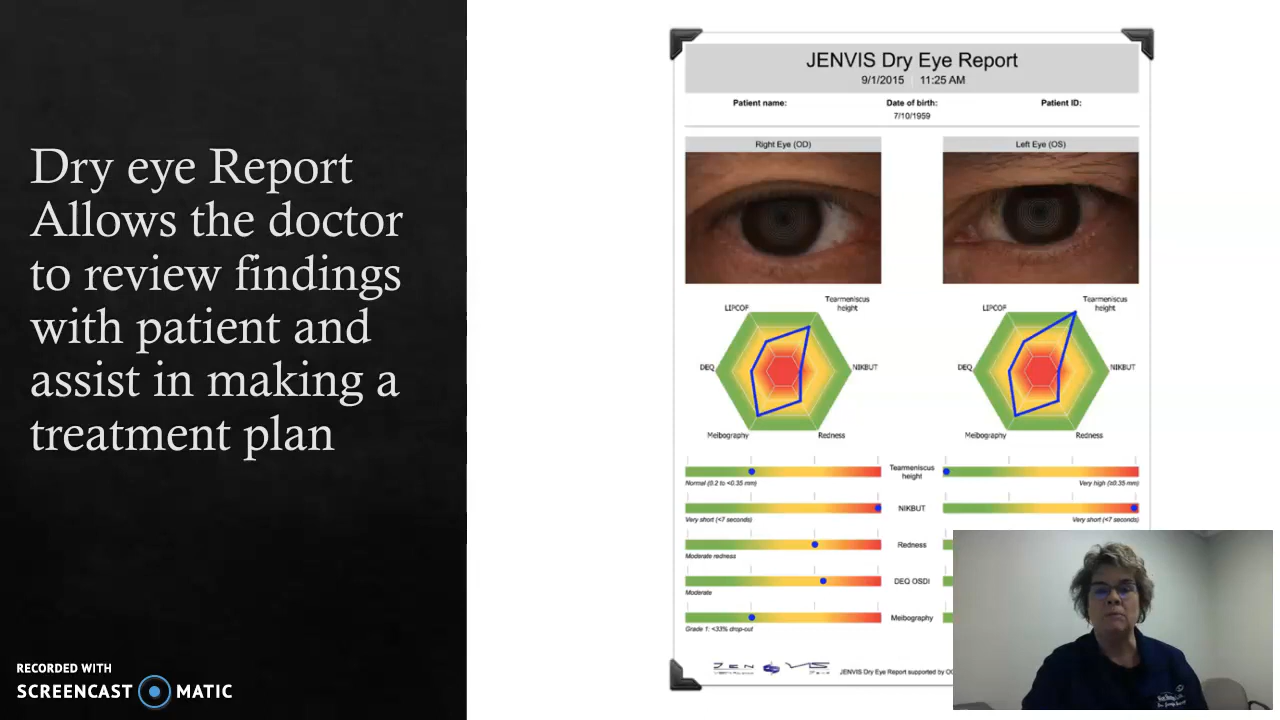 Dry eye Report
Allows the doctor
to review findings
with patient and
assist in making a
treatment plan
RECORDED WITH
SCREENCAST MATIC
JENVIS Dry Eye Report
9/1/2015 11:25 AM
Patient name: Date of birth: Patient ID:
7/10/1959
Right Eye (OD) Left Eye (OS)
LIPCOF Tearmeniscus height LIPCOF Tearmeniscus height
DEQ NIKBUT DEQ NIKBUT
Meibography Redness Meibography Redness
Tearmeniscus
height
Normal (0.2 to <0.35 mm) Very high (≥0.35 mm)
NIKBUT
Very short (<7 seconds) Very short (<7 seconds)
Redness
Moderate redness
DEQ OSDI
Moderate
Meibography
Grade 1: <33% drop-out
JENVIS Dry Eye Report supported by